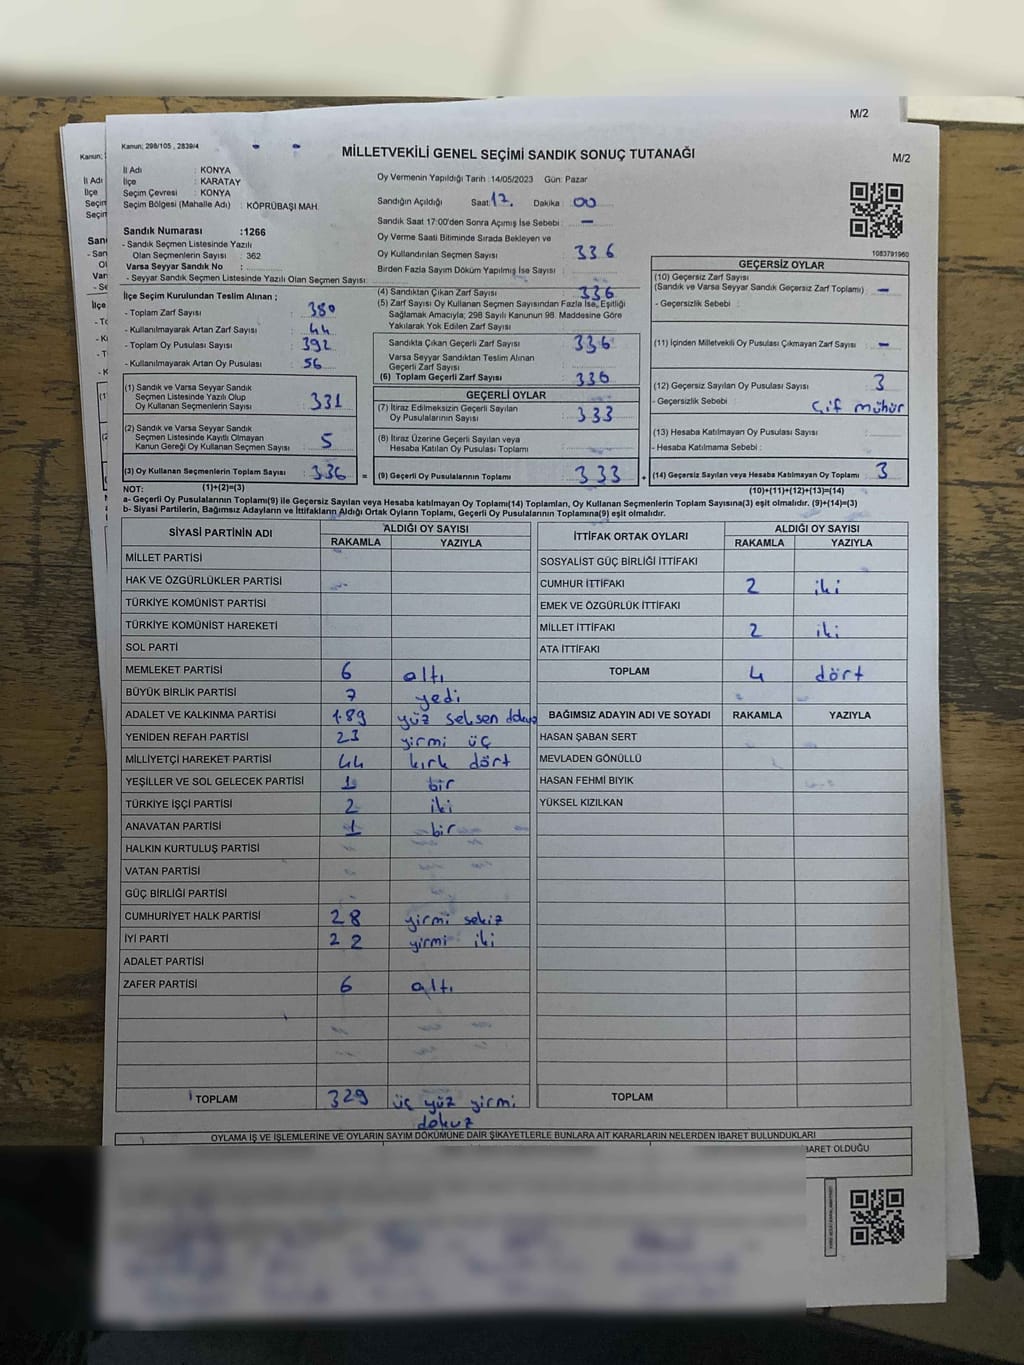 M/2
Kanun; 298/105 , 2839/4
MİLLETVEKİLİ GENEL SEÇİMİ SANDIK SONUÇ TUTANAĞI
M/2
İl Adı : KONYA
İlçe : KARATAY
Seçim Çevresi : KONYA
Seçim Bölgesi (Mahalle Adı) : KÖPRÜBAŞI MAH.
Oy Vermenin Yapıldığı Tarih :14/05/2023 Gün: Pazar
Sandığın Açıldığı Saat: 17. Dakika : 00
Sandık Saat 17:00'den Sonra Açımış İse Sebebi : -
Oy Verme Saati Bitiminde Sırada Bekleyen ve
Oy Kullandırılan Seçmen Sayısı : 336
Birden Fazla Sayım Döküm Yapılmış İse Sayısı :
1083791960
Sandık Numarası :1266
- Sandık Seçmen Listesinde Yazılı
Olan Seçmenlerin Sayısı : 362
Varsa Seyyar Sandık No :
- Seyyar Sandık Seçmen Listesinde Yazılı Olan Seçmen Sayısı:
İlçe Seçim Kurulundan Teslim Alınan ;
- Toplam Zarf Sayısı : 380
- Kullanılmayarak Artan Zarf Sayısı : 44
- Toplam Oy Pusulası Sayısı : 392
- Kullanılmayarak Artan Oy Pusulası : 56
(1) Sandık ve Varsa Seyyar Sandık
Seçmen Listesinde Yazılı Olup
Oy Kullanan Seçmenlerin Sayısı : 331
(2) Sandık ve Varsa Seyyar Sandık
Seçmen Listesinde Kayıtlı Olmayan
Kanun Gereği Oy Kullanan Seçmen Sayısı : 5
(3) Oy Kullanan Seçmenlerin Toplam Sayısı : 336 =
(1)+(2)=(3)
(4) Sandıktan Çıkan Zarf Sayısı : 336
(5) Zarf Sayısı Oy Kullanan Seçmen Sayısından Fazla İse, Eşitliği
Sağlamak Amacıyla; 298 Sayılı Kanunun 98. Maddesine Göre
Yakılarak Yok Edilen Zarf Sayısı :
Sandıkta Çıkan Geçerli Zarf Sayısı : 336
Varsa Seyyar Sandıktan Teslim Alınan
Geçerli Zarf Sayısı :
(6) Toplam Geçerli Zarf Sayısı : 336
GEÇERLİ OYLAR
(7) İtiraz Edilmeksizin Geçerli Sayılan
Oy Pusulalarının Sayısı : 333
(8) İtiraz Üzerine Geçerli Sayılan veya
Hesaba Katılan Oy Pusulası Toplamı :
(9) Geçerli Oy Pusulalarının Toplamı : 333 +
GEÇERSİZ OYLAR
(10) Geçersiz Zarf Sayısı
(Sandık ve Varsa Seyyar Sandık Geçersiz Zarf Toplamı) : -
- Geçersizlik Sebebi :
(11) İçinden Milletvekili Oy Pusulası Çıkmayan Zarf Sayısı : -
(12) Geçersiz Sayılan Oy Pusulası Sayısı : 3
- Geçersizlik Sebebi : Çif mühür
(13) Hesaba Katılmayan Oy Pusulası Sayısı :
- Hesaba Katılmama Sebebi :
(14) Geçersiz Sayılan veya Hesaba Katılmayan Oy Toplamı : 3
(10)+(11)+(12)+(13)=(14)
NOT:
a- Geçerli Oy Pusulalarının Toplamı(9) ile Geçersiz Sayılan veya Hesaba katılmayan Oy Toplamı(14) Toplamları, Oy Kullanan Seçmenlerin Toplam Sayısına(3) eşit olmalıdır. (9)+(14)=(3)
b- Siyasi Partilerin, Bağımsız Adayların ve İttifakların Aldığı Ortak Oyların Toplamı, Geçerli Oy Pusulalarının Toplamına(9) eşit olmalıdır.
SİYASİ PARTİNİN ADI ALDIĞI OY SAYISI
RAKAMLA YAZIYLA
MİLLET PARTİSİ
HAK VE ÖZGÜRLÜKLER PARTİSİ
TÜRKİYE KOMÜNİST PARTİSİ
TÜRKİYE KOMÜNİST HAREKETİ
SOL PARTİ
MEMLEKET PARTİSİ 6 altı
BÜYÜK BİRLİK PARTİSİ 7 yedi
ADALET VE KALKINMA PARTİSİ 189 yüz seksen dokuz
YENİDEN REFAH PARTİSİ 23 yirmi üç
MİLLİYETÇİ HAREKET PARTİSİ 44 kırk dört
YEŞİLLER VE SOL GELECEK PARTİSİ 1 bir
TÜRKİYE İŞÇİ PARTİSİ 2 iki
ANAVATAN PARTİSİ 1 bir
HALKIN KURTULUŞ PARTİSİ
VATAN PARTİSİ
GÜÇ BİRLİĞİ PARTİSİ
CUMHURİYET HALK PARTİSİ 28 yirmi sekiz
İYİ PARTİ 22 yirmi iki
ADALET PARTİSİ
ZAFER PARTİSİ 6 altı
TOPLAM 329 üç yüz yirmi
dokuz
İTTİFAK ORTAK OYLARI ALDIĞI OY SAYISI
RAKAMLA YAZIYLA
SOSYALİST GÜÇ BİRLİĞİ İTTİFAKI
CUMHUR İTTİFAKI 2 iki
EMEK VE ÖZGÜRLÜK İTTİFAKI
MİLLET İTTİFAKI 2 iki
ATA İTTİFAKI
TOPLAM 4 dört
BAĞIMSIZ ADAYIN ADI VE SOYADI RAKAMLA YAZIYLA
HASAN ŞABAN SERT
MEVLADEN GÖNÜLLÜ
HASAN FEHMİ BIYIK
YÜKSEL KIZILKAN
TOPLAM
OYLAMA İŞ VE İŞLEMLERİNE VE OYLARIN SAYIM DÖKÜMÜNE DAİR ŞİKAYETLERLE BUNLARA AİT KARARLARIN NELERDEN İBARET BULUNDUKLARI
BARET OLDUĞU